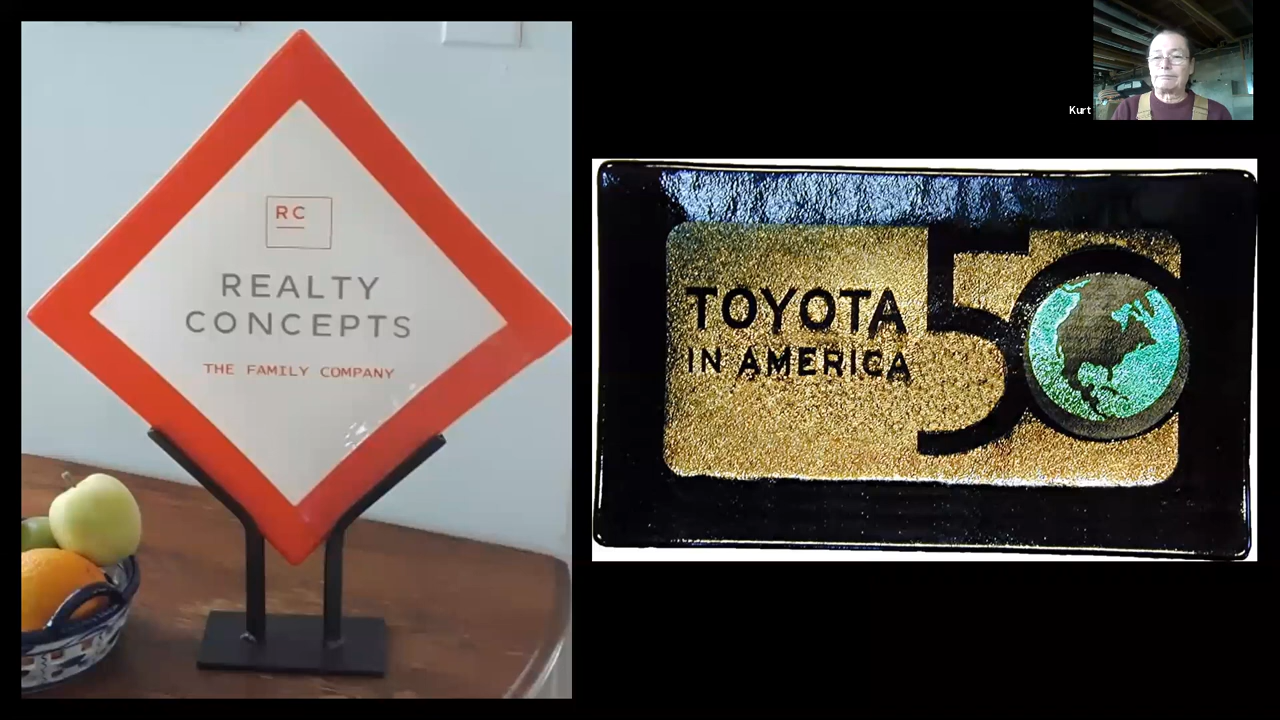 RC
REALTY
CONCEPTS
THE FAMILY COMPANY
TOYOTA
IN AMERICA
50
Kurt